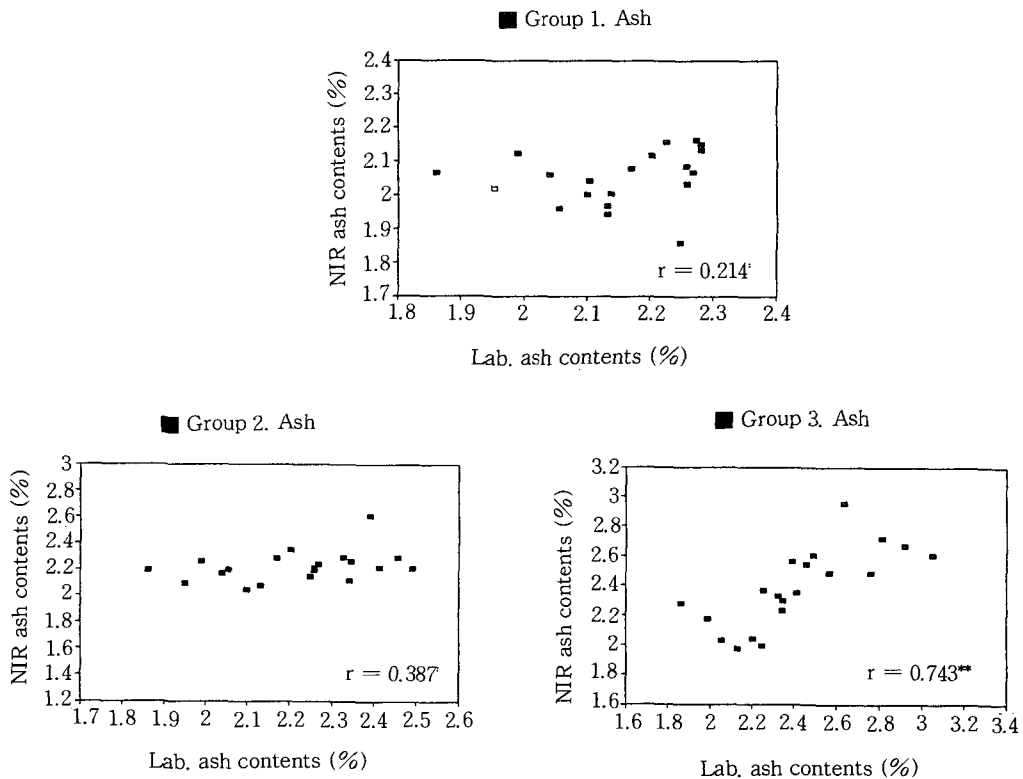 ■ Group 1. Ash
NIR ash contents (%)
2.4
2.3
2.2
2.1
2
1.9
1.8
1.7
1.8 1.9 2 2.1 2.2 2.3 2.4
r = 0.214
Lab. ash contents (%)
■ Group 2. Ash
NIR ash contents (%)
3
2.8
2.6
2.4
2.2
2
1.8
1.6
1.4
1.2
1.7 1.8 1.9 2 2.1 2.2 2.3 2.4 2.5 2.6
r = 0.387
Lab. ash contents (%)
■ Group 3. Ash
NIR ash contents (%)
3.2
3
2.8
2.6
2.4
2.2
2
1.8
1.6
1.6 1.8 2 2.2 2.4 2.6 2.8 3 3.2 3.4
r = 0.743**
Lab. ash contents (%)